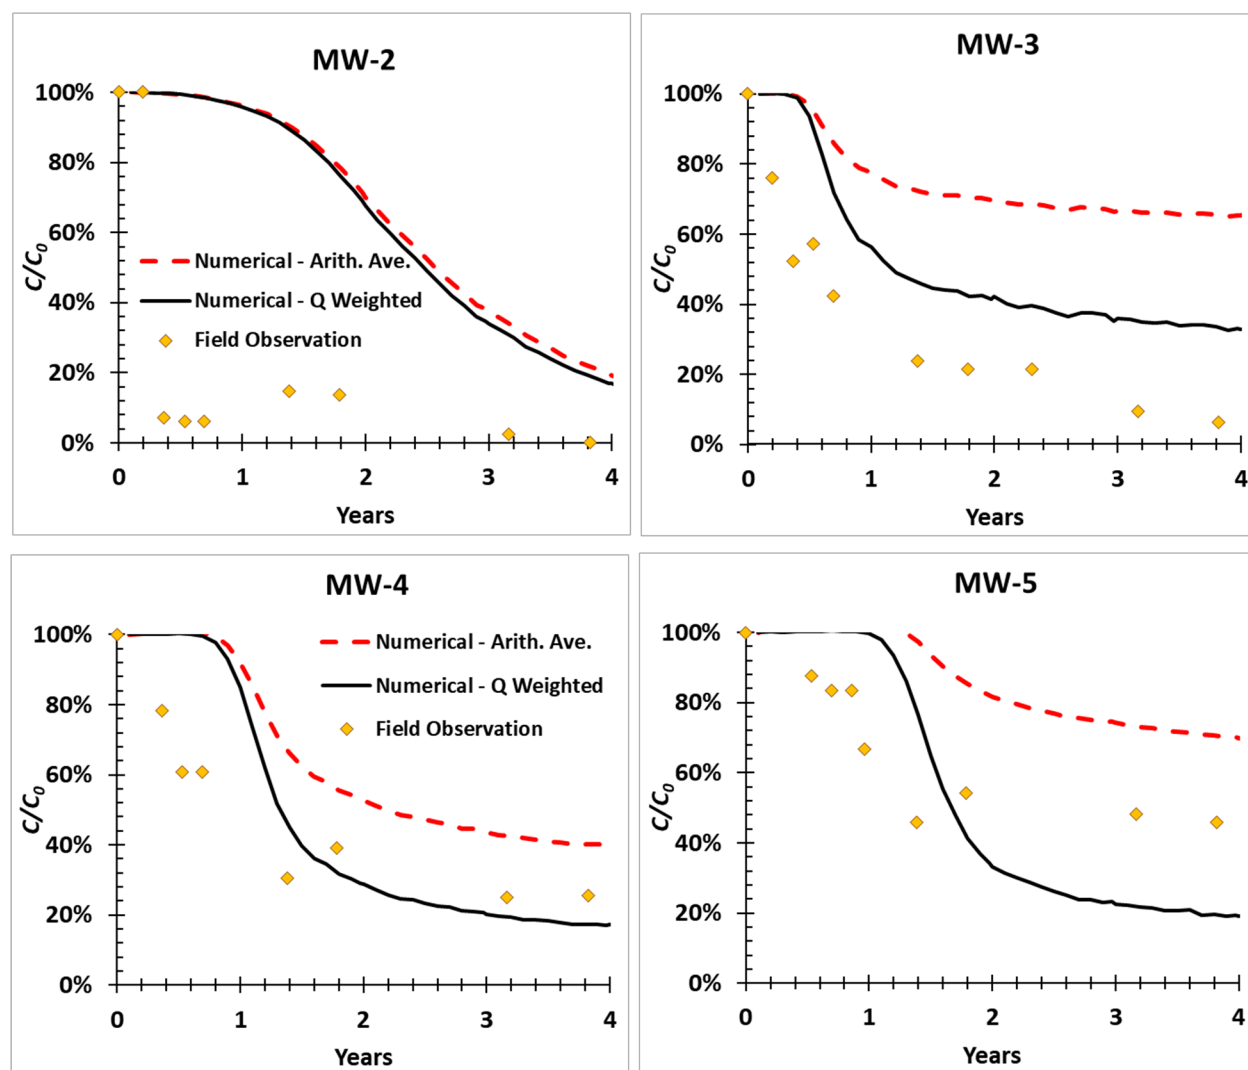 MW-2
100%
80%
60%
40%
20%
0%
C/C0
Numerical - Arith. Ave.
Numerical - Q Weighted
Field Observation
0 1 2 3 4
Years
MW-3
100%
80%
60%
40%
20%
0%
C/C0
0 1 2 3 4
Years
MW-4
100%
80%
60%
40%
20%
0%
C/C0
Numerical - Arith. Ave.
Numerical - Q Weighted
Field Observation
0 1 2 3 4
Years
MW-5
100%
80%
60%
40%
20%
0%
C/C0
0 1 2 3 4
Years